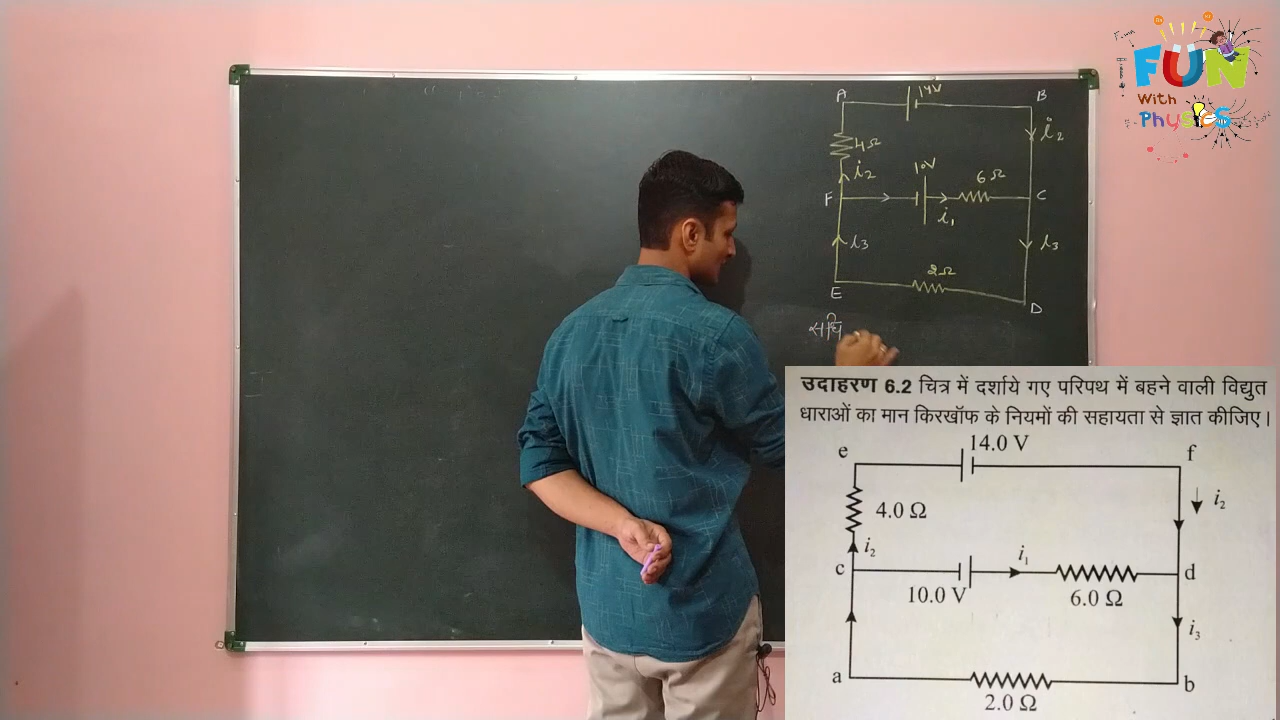 FUN
With
Physics
A
14V
B
4Ω
i2
i2
10V
6Ω
F
C
i1
i3
i3
2Ω
E
D
संधि
उदाहरण 6.2 चित्र में दर्शाये गए परिपथ में बहने वाली विद्युत
धाराओं का मान किरखॉफ के नियमों की सहायता से ज्ञात कीजिए।
14.0 V
e
f
4.0 Ω
i2
i2
c
i1
d
10.0 V
6.0 Ω
i3
a
b
2.0 Ω